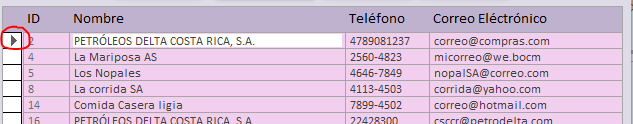 ID Nombre Teléfono Correo Eléctrónico
2 PETRÓLEOS DELTA COSTA RICA, S.A. 4789081237 correo@compras.com
4 La Mariposa AS 2560-4823 micorreo@we.bocm
5 Los Nopales 4646-7849 nopalSA@correo.com
8 La corrida SA 4113-4503 corrida@yahoo.com
14 Comida Casera ligia 7899-4502 correo@hotmail.com
16 PETRÓLEOS DELTA COSTA RICA, S.A. 22428300 csccr@petrodelta.com